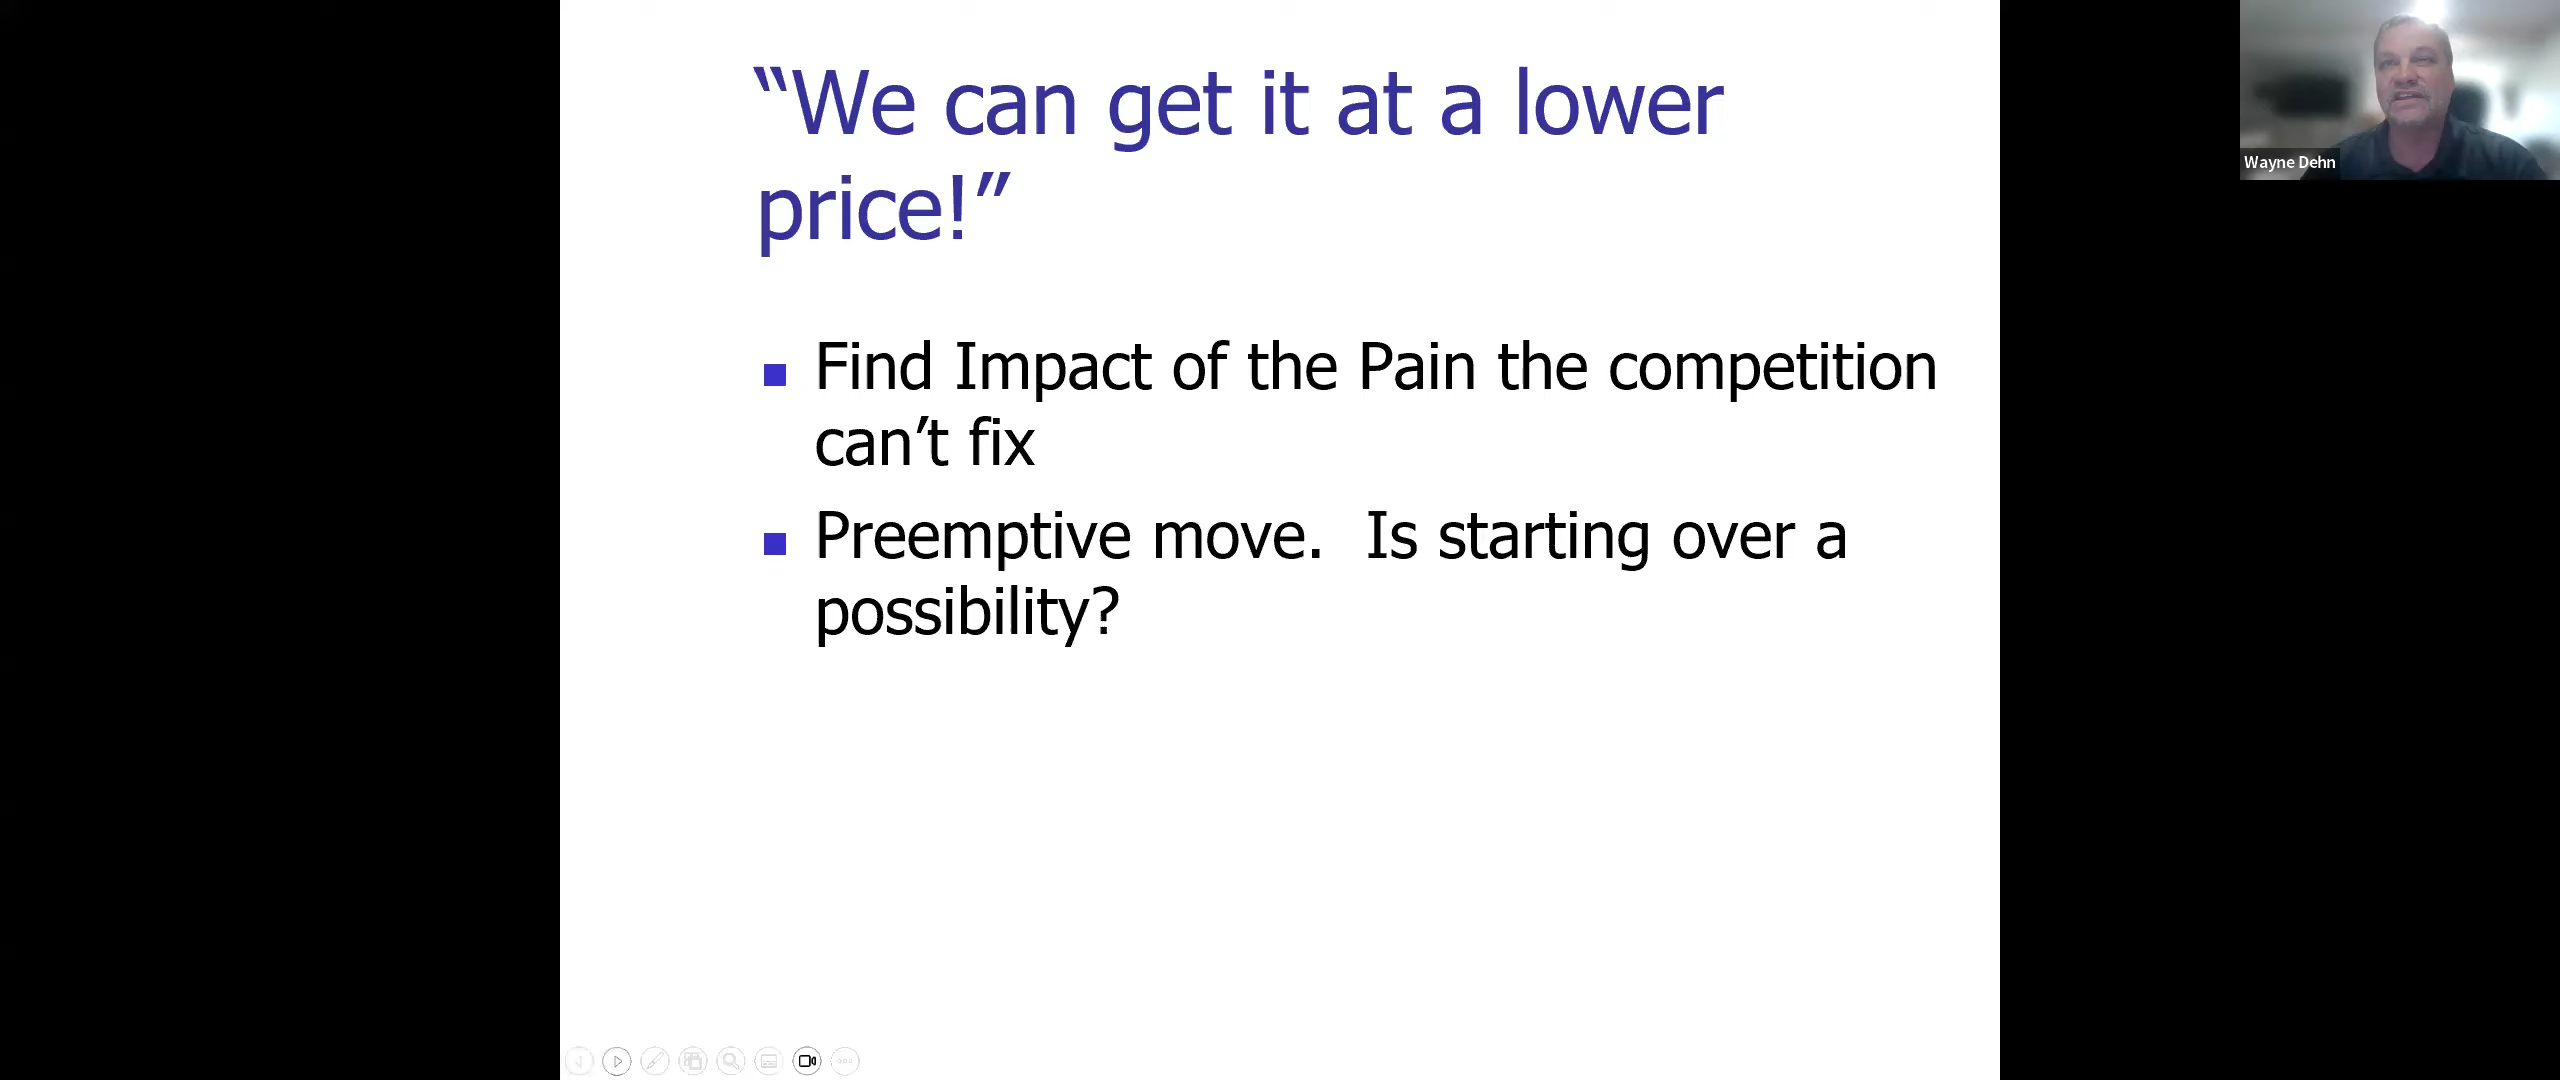 “We can get it at a lower
price!”
Find Impact of the Pain the competition
can’t fix
Preemptive move.  Is starting over a
possibility?
Wayne Dehn